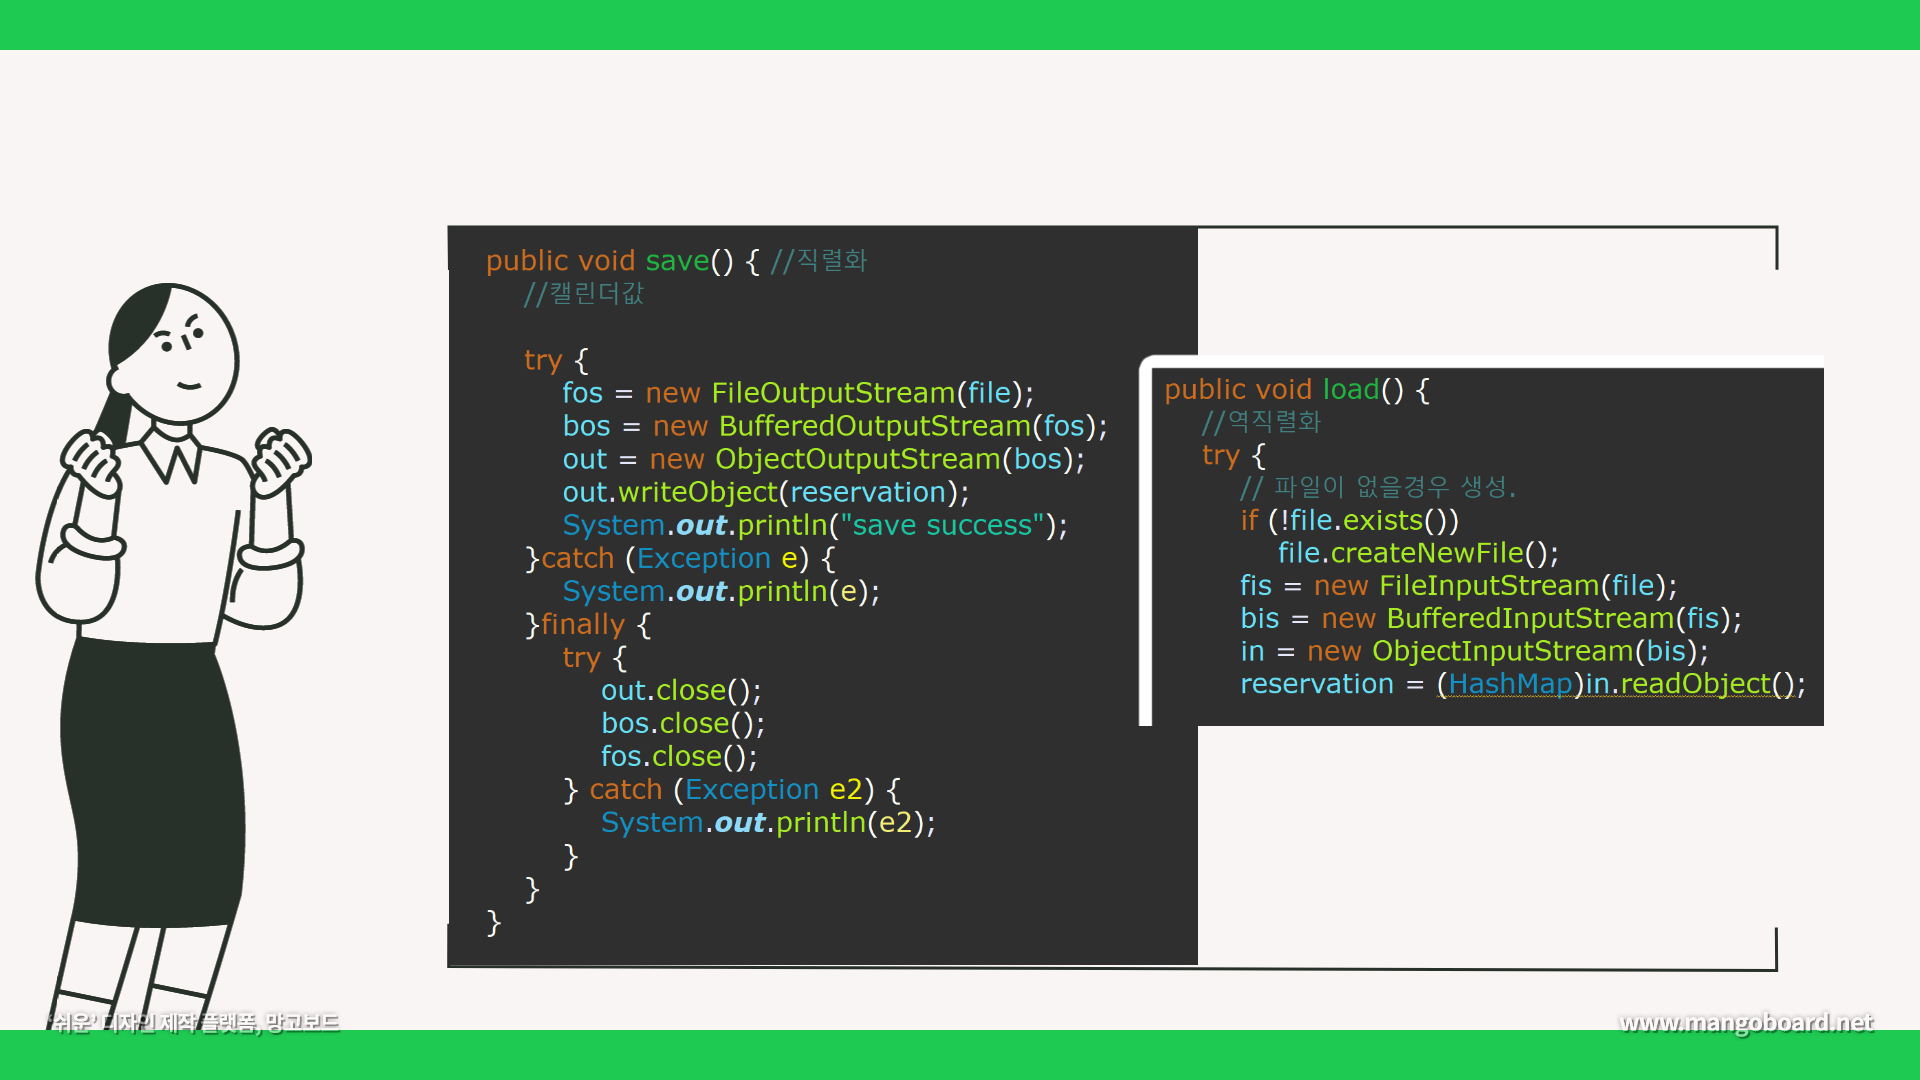 public void save() { //직렬화
//캘린더값
try {
fos = new FileOutputStream(file);
bos = new BufferedOutputStream(fos);
out = new ObjectOutputStream(bos);
out.writeObject(reservation);
System.out.println("save success");
}catch (Exception e) {
System.out.println(e);
}finally {
try {
out.close();
bos.close();
fos.close();
} catch (Exception e2) {
System.out.println(e2);
}
}
}
public void load() {
//역직렬화
try {
// 파일이 없을경우 생성.
if (!file.exists())
file.createNewFile();
fis = new FileInputStream(file);
bis = new BufferedInputStream(fis);
in = new ObjectInputStream(bis);
reservation = (HashMap)in.readObject();
'쉬운' 디자인 제작 플랫폼, 망고보드
www.mangoboard.net